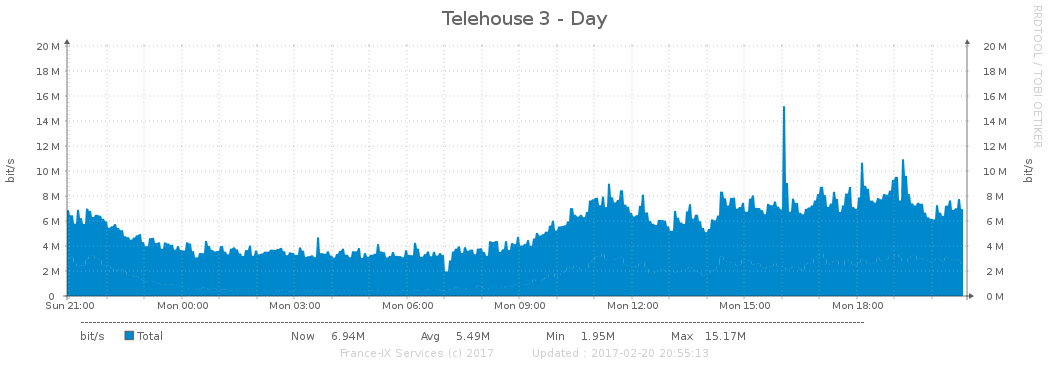 Telehouse 3 - Day
RRDTOOL / TOBI OETIKER
bit/s
20 M 20 M
18 M 18 M
16 M 16 M
14 M 14 M
12 M 12 M
10 M 10 M
8 M 8 M
6 M 6 M
4 M 4 M
2 M 2 M
0 0 M
bit/s
Sun 21:00 Mon 00:00 Mon 03:00 Mon 06:00 Mon 09:00 Mon 12:00 Mon 15:00 Mon 18:00
bit/s Total Now 6.94M Avg 5.49M Min 1.95M Max 15.17M
France-IX Services (c) 2017 Updated : 2017-02-20 20:55:13